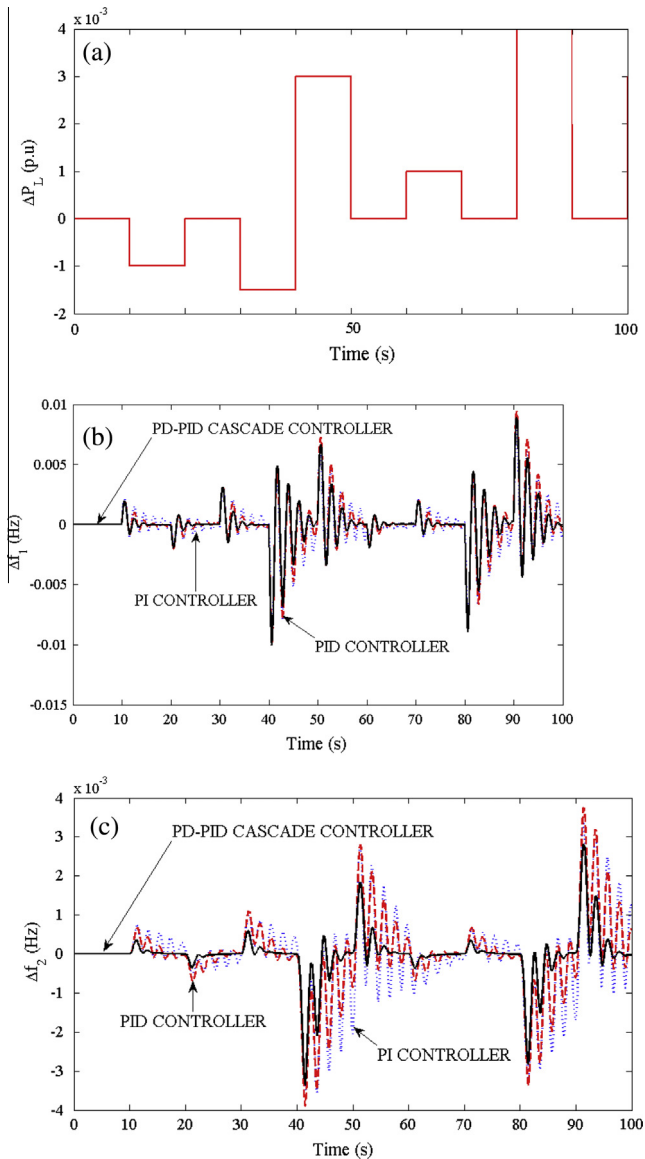 x 10⁻³
(a)
4
3
2
1
0
-1
-2
ΔP_L (p.u)
0
50
100
Time (s)
(b)
0.01
0.005
0
-0.005
-0.01
-0.015
Δf₁ (Hz)
PD-PID CASCADE CONTROLLER
PI CONTROLLER
PID CONTROLLER
0 10 20 30 40 50 60 70 80 90 100
Time (s)
x 10⁻³
(c)
4
3
2
1
0
-1
-2
-3
-4
Δf₂ (Hz)
PD-PID CASCADE CONTROLLER
PID CONTROLLER
PI CONTROLLER
0 10 20 30 40 50 60 70 80 90 100
Time (s)